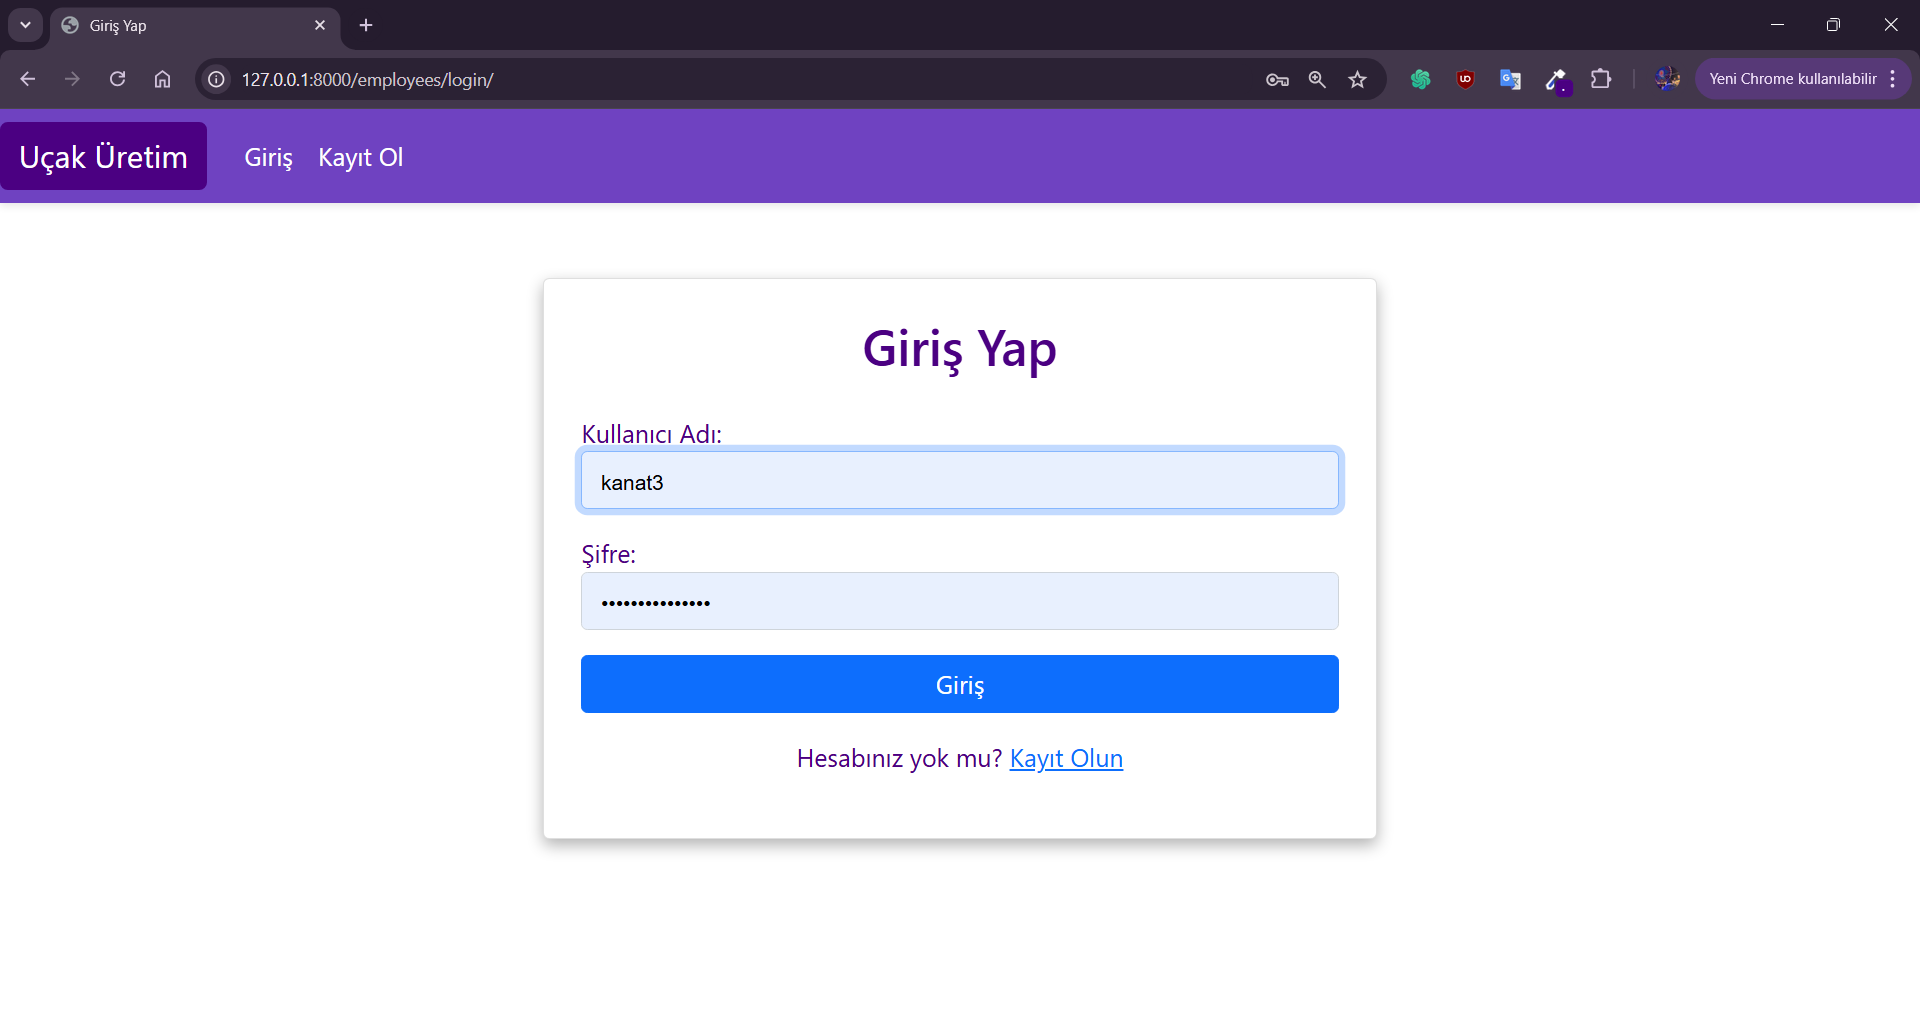 Giriş Yap
127.0.0.1:8000/employees/login/
Yeni Chrome kullanılabilir
Uçak Üretim
Giriş
Kayıt Ol
Giriş Yap
Kullanıcı Adı:
kanat3
Şifre:
•••••••••••••••
Giriş
Hesabınız yok mu? Kayıt Olun